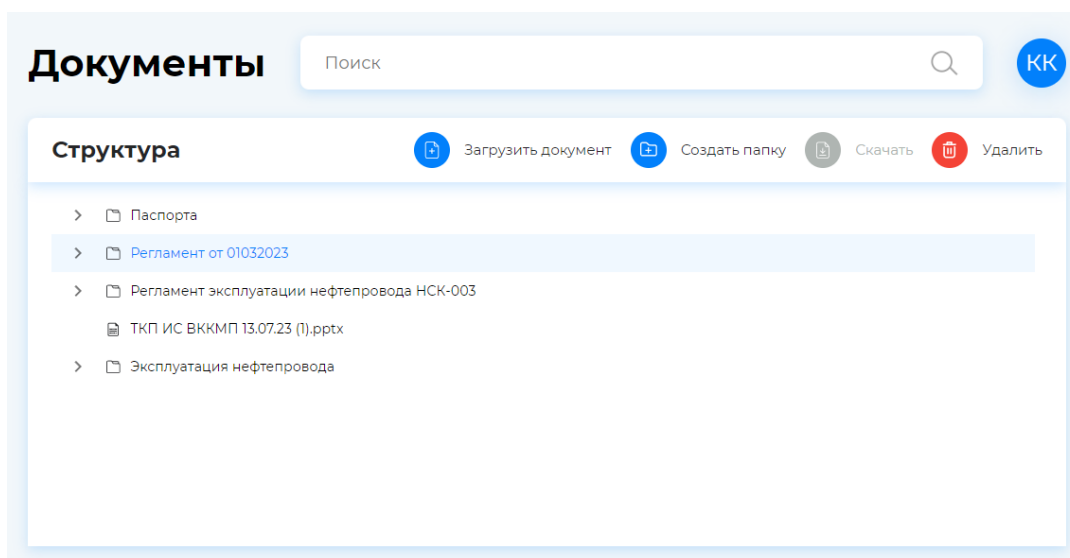 Документы
Поиск
КК
Структура
Загрузить документ
Создать папку
Скачать
Удалить
Паспорта
Регламент от 01032023
Регламент эксплуатации нефтепровода НСК-003
ТКП ИС ВККМП 13.07.23 (1).pptx
Эксплуатация нефтепровода